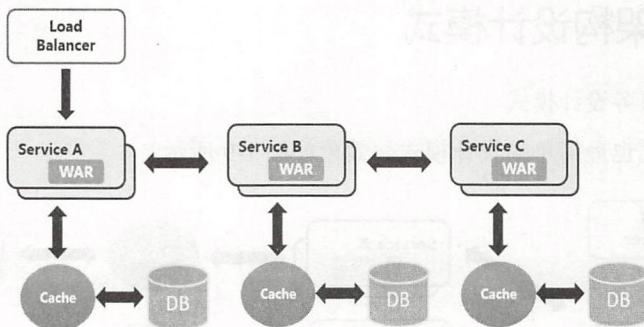 Load
Balancer
Service A
WAR
Service B
WAR
Service C
WAR
Cache
DB
Cache
DB
Cache
DB